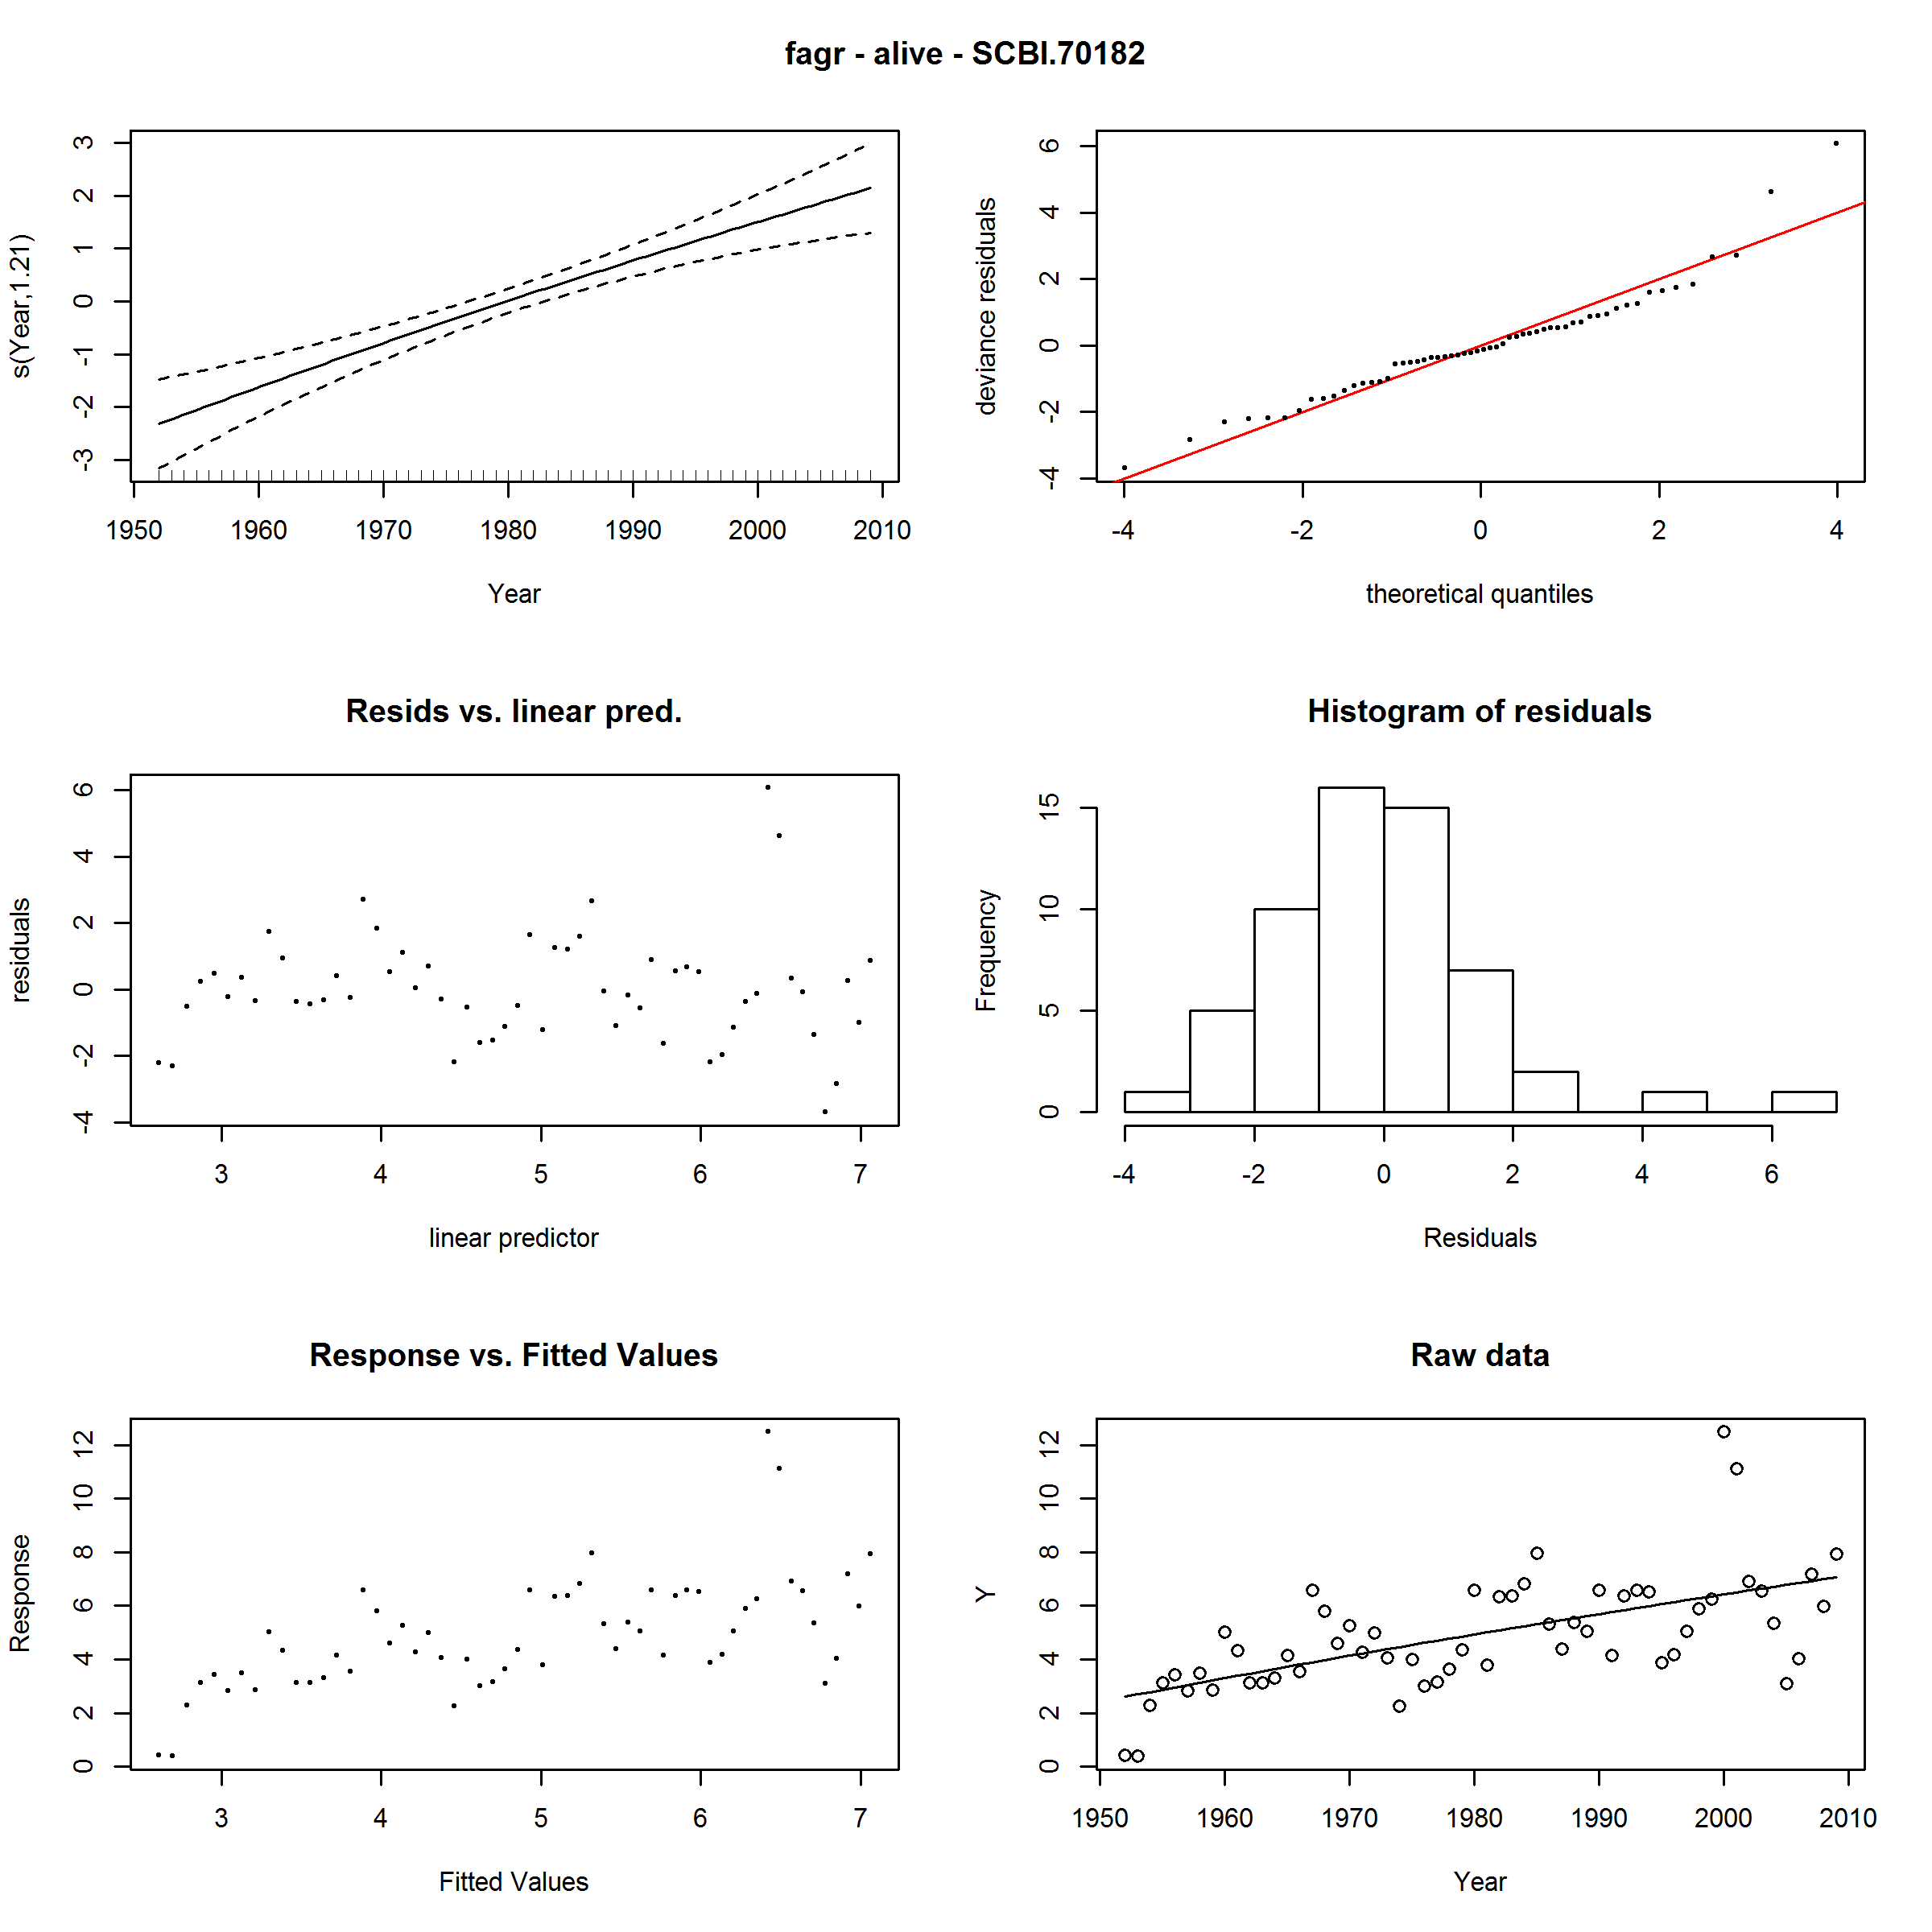 fagr - alive - SCBI.70182
s(Year,1.21)
3
2
1
0
-1
-2
-3
1950 1960 1970 1980 1990 2000 2010
Year
deviance residuals
6
4
2
0
-2
-4
-4 -2 0 2 4
theoretical quantiles
Resids vs. linear pred.
residuals
6
4
2
0
-2
-4
3 4 5 6 7
linear predictor
Histogram of residuals
Frequency
15
10
5
0
-4 -2 0 2 4 6
Residuals
Response vs. Fitted Values
Response
12
10
8
6
4
2
0
3 4 5 6 7
Fitted Values
Raw data
Y
12
10
8
6
4
2
0
1950 1960 1970 1980 1990 2000 2010
Year